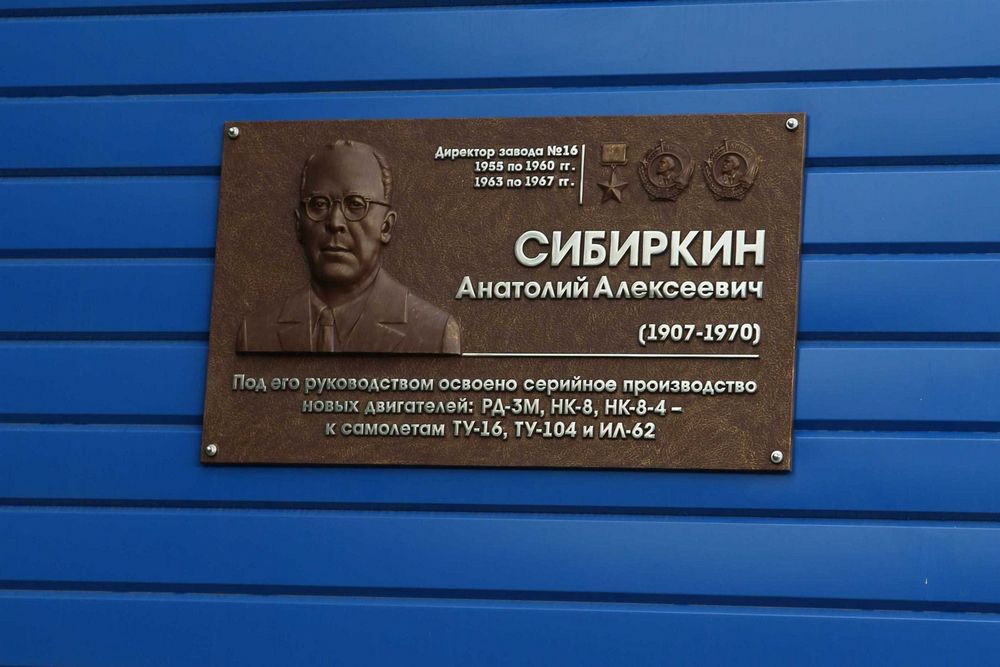 Директор завода №16
1955 по 1960 гг.
1963 по 1967 гг.
СИБИРКИН
Анатолий Алексеевич
(1907-1970)
Под его руководством освоено серийное производство
новых двигателей: РД-3М, НК-8, НК-8-4 –
к самолетам ТУ-16, ТУ-104 и ИЛ-62